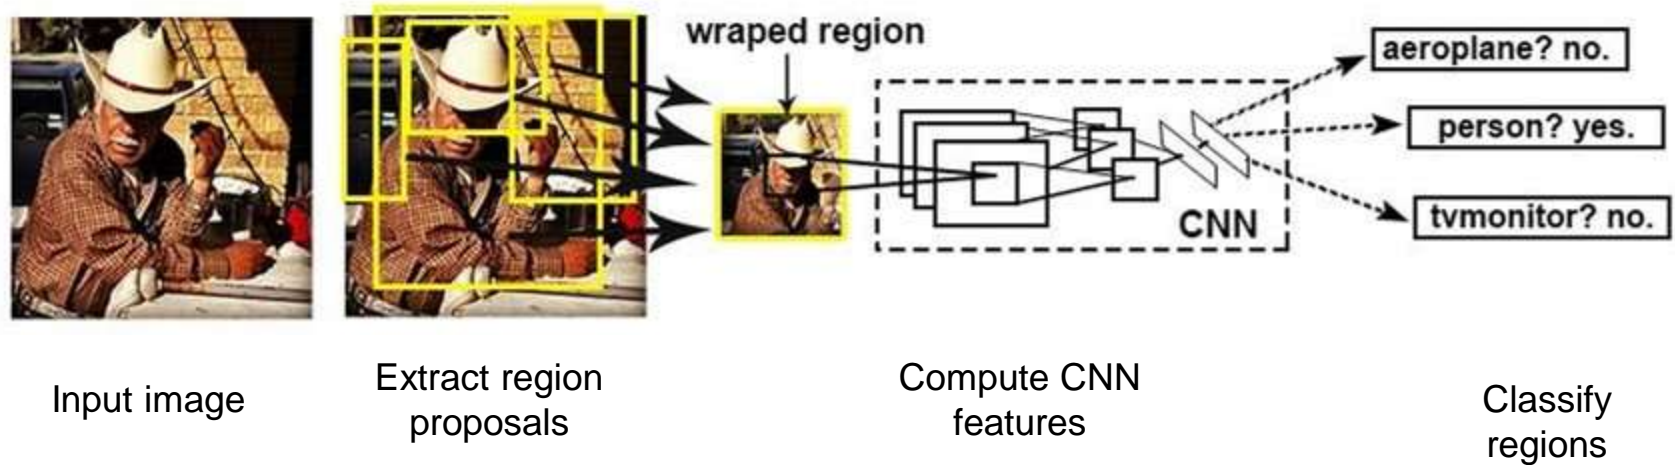 wraped region
aeroplane? no.
person? yes.
tvmonitor? no.
CNN
Input image
Extract region
proposals
Compute CNN
features
Classify
regions